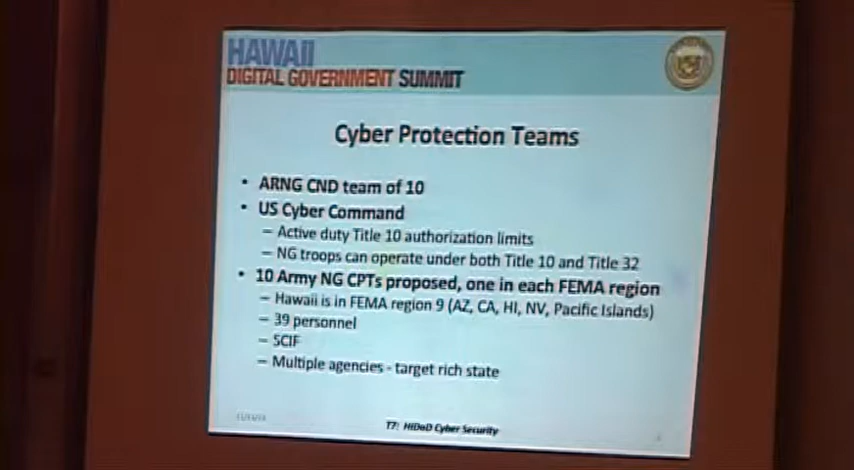 HAWAII
DIGITAL GOVERNMENT SUMMIT
Cyber Protection Teams
• ARNG CND team of 10
• US Cyber Command
– Active duty Title 10 authorization limits
– NG troops can operate under both Title 10 and Title 32
• 10 Army NG CPTs proposed, one in each FEMA region
– Hawaii is in FEMA region 9 (AZ, CA, HI, NV, Pacific Islands)
– 39 personnel
– SCIF
– Multiple agencies - target rich state
T7: HIDoD Cyber Security